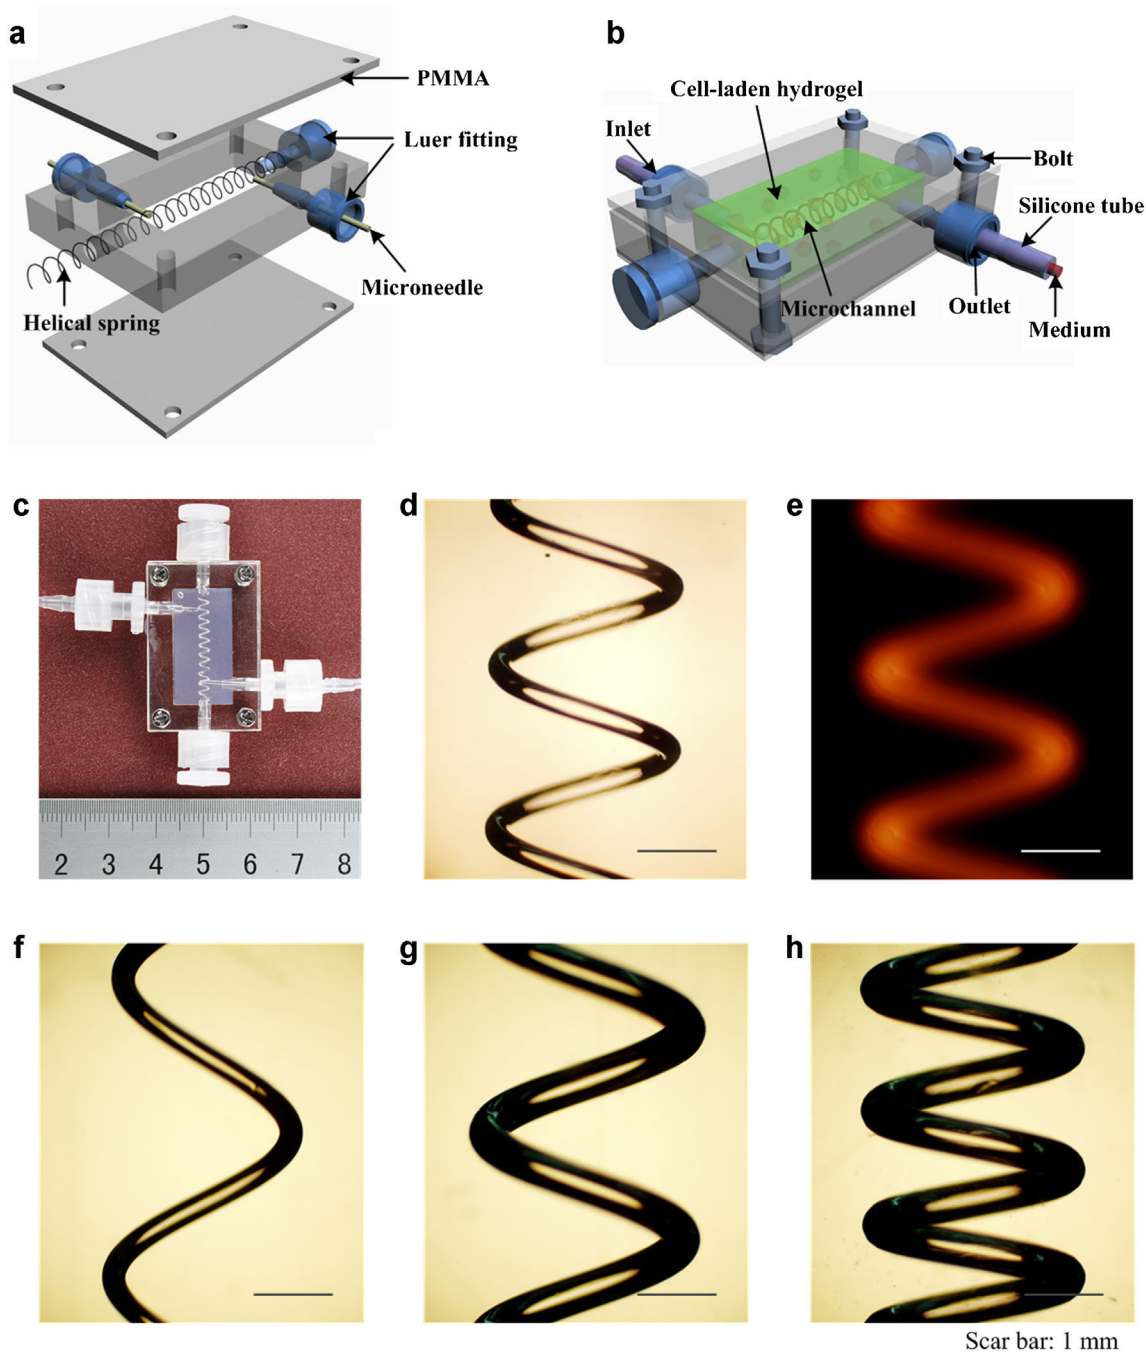 a
PMMA
Luer fitting
Microneedle
Helical spring
b
Cell-laden hydrogel
Inlet
Bolt
Silicone tube
Microchannel
Outlet
Medium
c
2 3 4 5 6 7 8
d
e
f
g
h
Scar bar: 1 mm